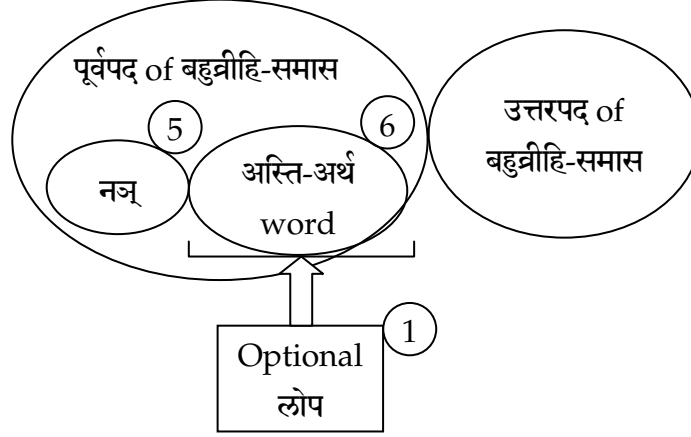 पूर्वपद of बहुव्रीहि-समास
5
6
नञ्
अस्ति-अर्थ
word
उत्तरपद of
बहुव्रीहि-समास
1
Optional
लोप